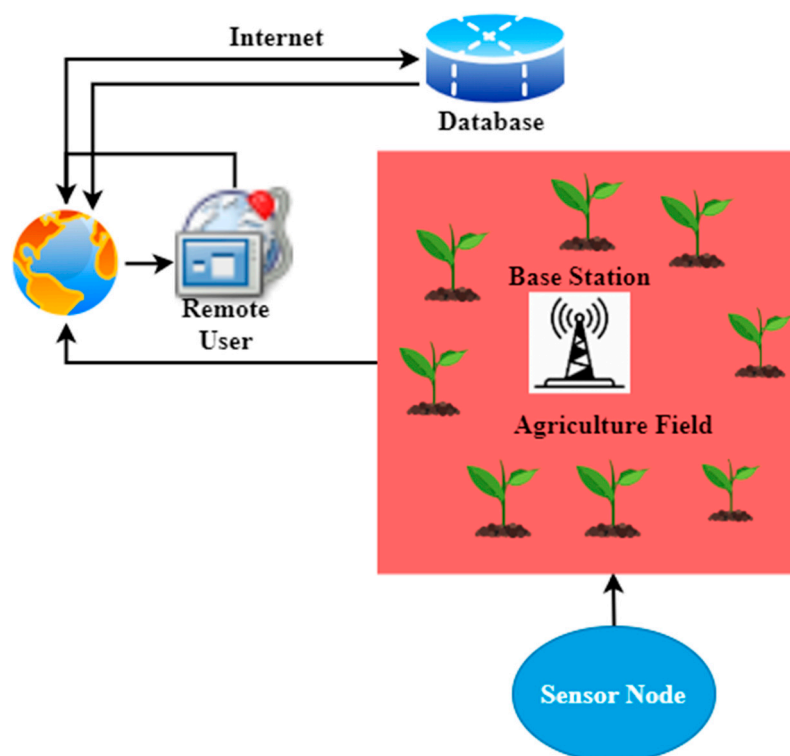 Internet
Database
Remote
User
Base Station
Agriculture Field
Sensor Node